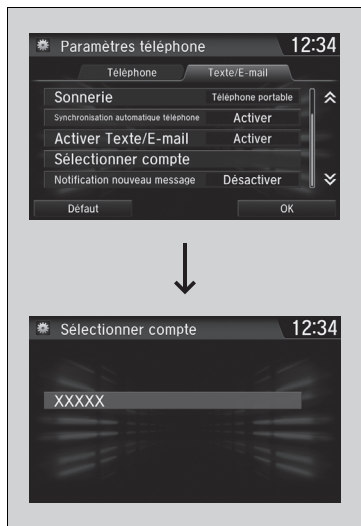 Paramètres téléphone 12:34
Téléphone Texte/E-mail
Sonnerie Téléphone portable
Synchronisation automatique téléphone Activer
Activer Texte/E-mail Activer
Sélectionner compte
Notification nouveau message Désactiver
Défaut OK
Sélectionner compte 12:34
XXXXX